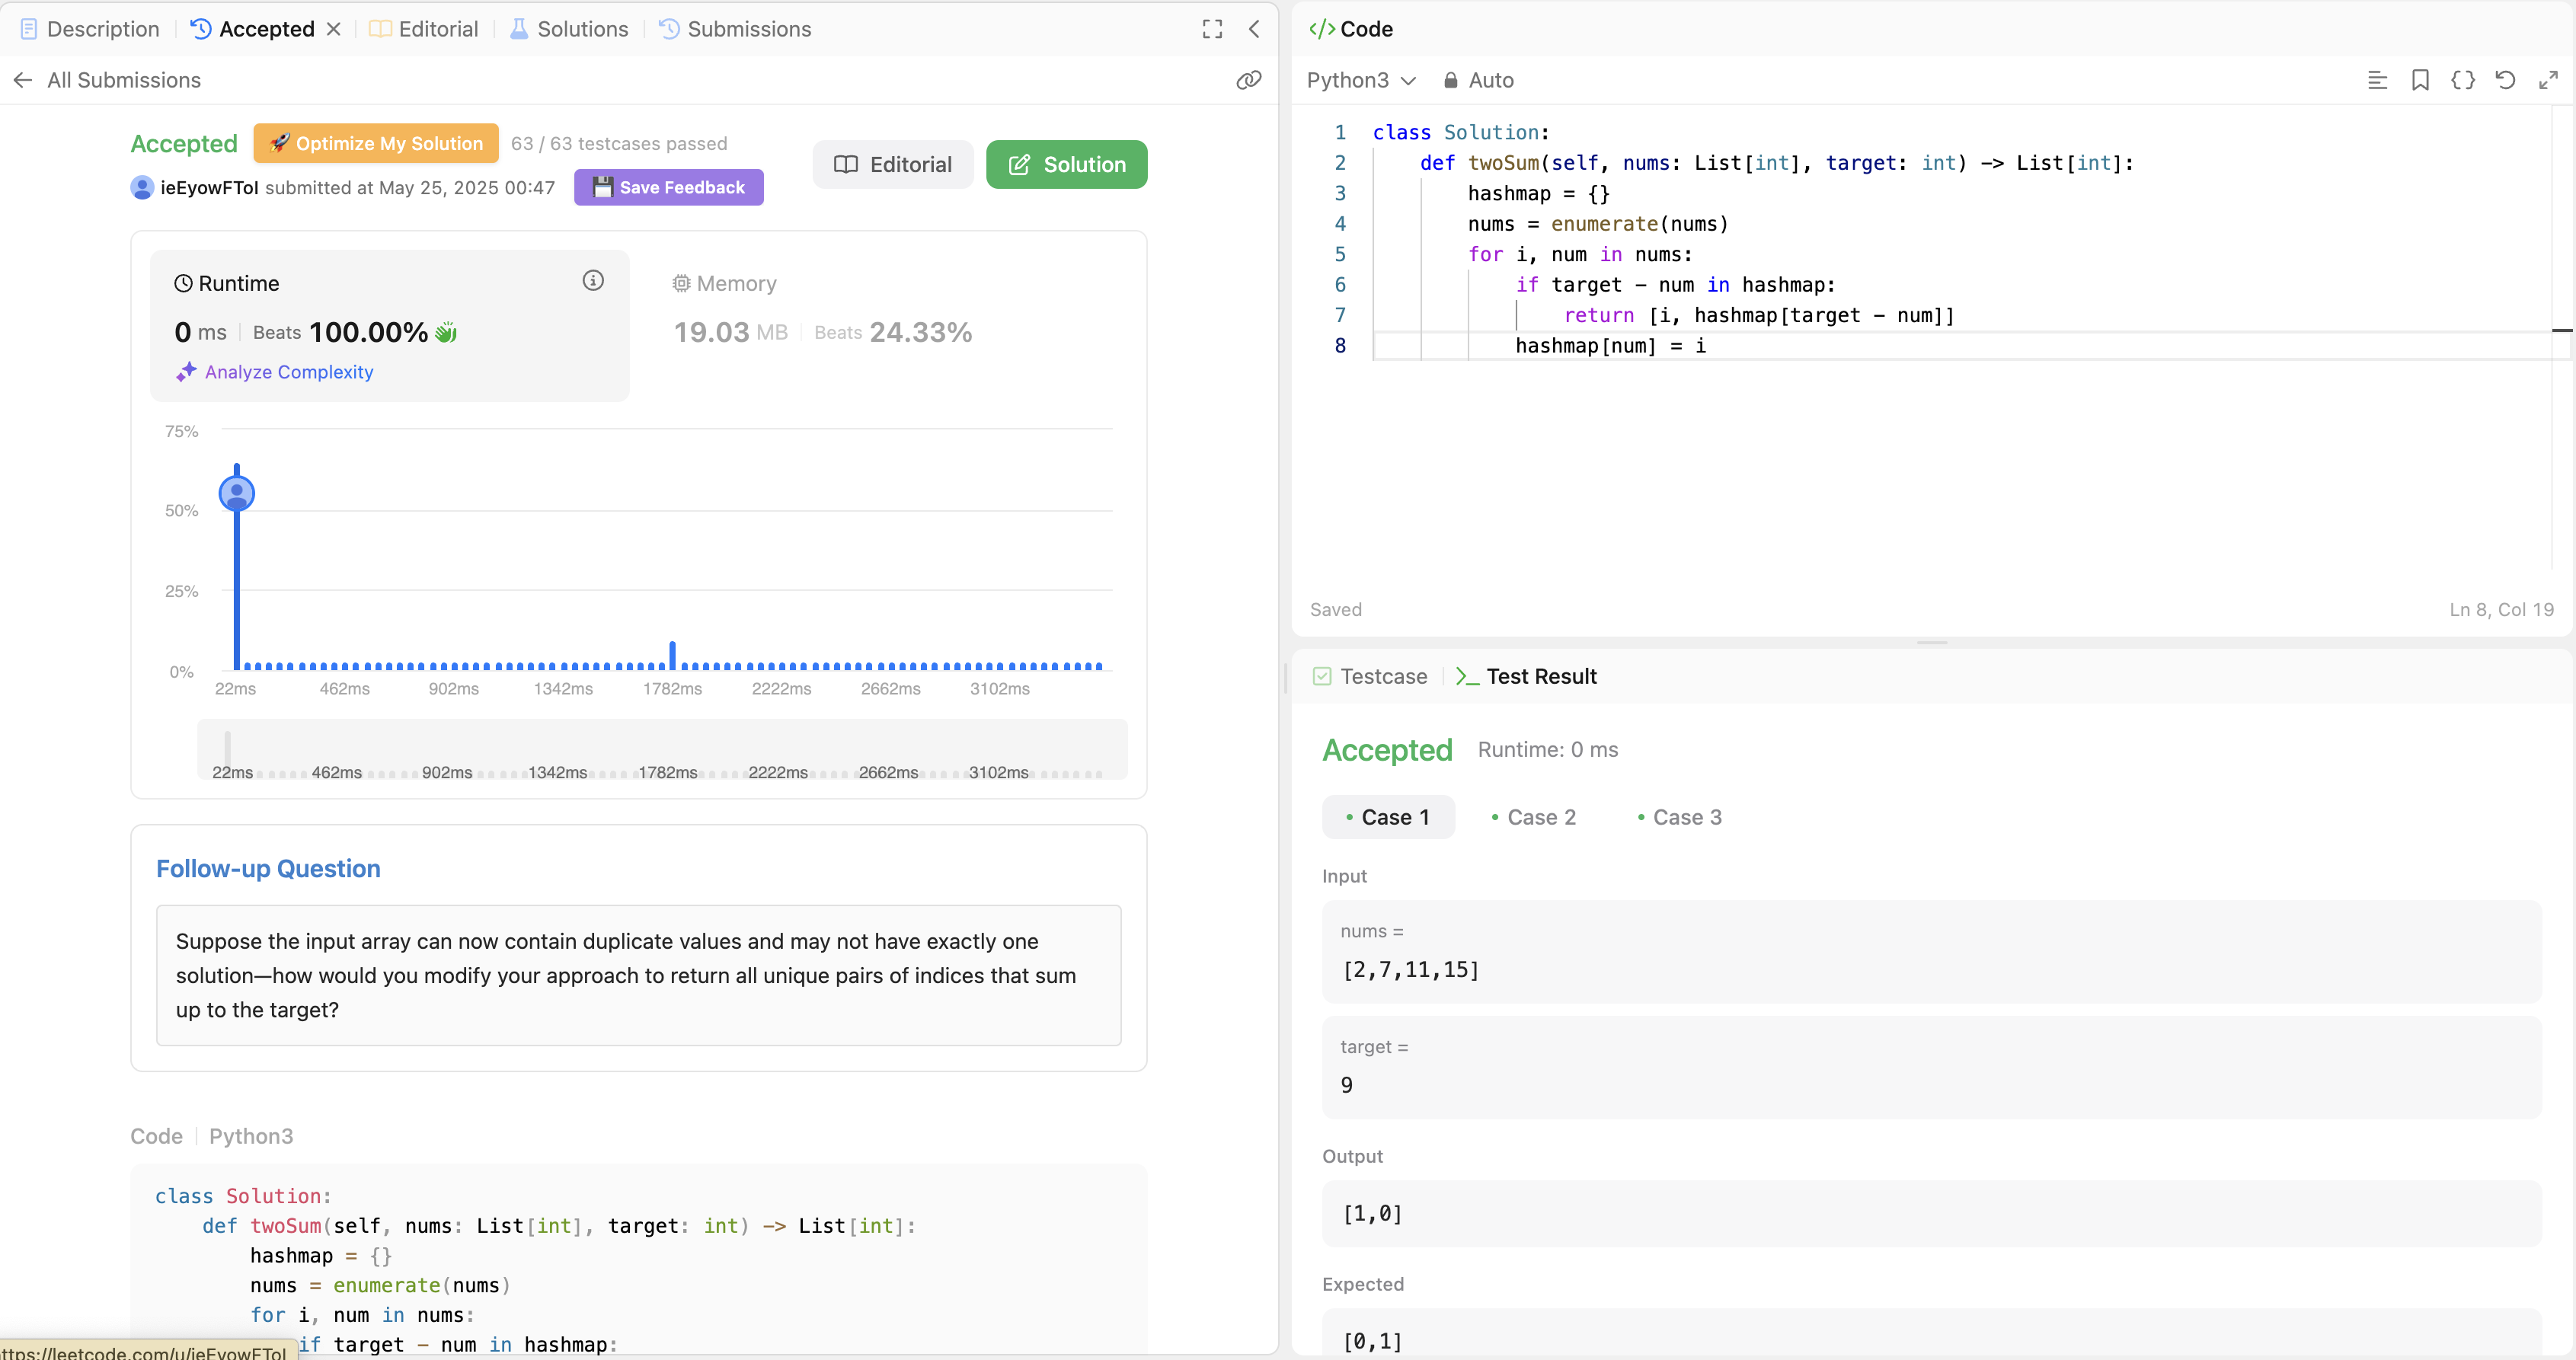 Description
Accepted
Editorial
Solutions
Submissions
All Submissions
Accepted
🚀 Optimize My Solution
63 / 63 testcases passed
ieEyowFToI submitted at May 25, 2025 00:47
💾 Save Feedback
Editorial
Solution
Runtime
0 ms
Beats 100.00%
Analyze Complexity
Memory
19.03 MB
Beats 24.33%
75%
50%
25%
0%
22ms 462ms 902ms 1342ms 1782ms 2222ms 2662ms 3102ms
22ms 462ms 902ms 1342ms 1782ms 2222ms 2662ms 3102ms
Follow-up Question
Suppose the input array can now contain duplicate values and may not have exactly one
solution—how would you modify your approach to return all unique pairs of indices that sum
up to the target?
Code
Python3
class Solution:
    def twoSum(self, nums: List[int], target: int) -> List[int]:
        hashmap = {}
        nums = enumerate(nums)
        for i, num in nums:
            if target - num in hashmap:
ttps://leetcode.com/u/ieEyowFToI
</> Code
Python3
Auto
1 class Solution:
2     def twoSum(self, nums: List[int], target: int) -> List[int]:
3         hashmap = {}
4         nums = enumerate(nums)
5         for i, num in nums:
6             if target - num in hashmap:
7                 return [i, hashmap[target - num]]
8             hashmap[num] = i
Saved
Ln 8, Col 19
Testcase
Test Result
Accepted
Runtime: 0 ms
Case 1
Case 2
Case 3
Input
nums =
[2,7,11,15]
target =
9
Output
[1,0]
Expected
[0,1]